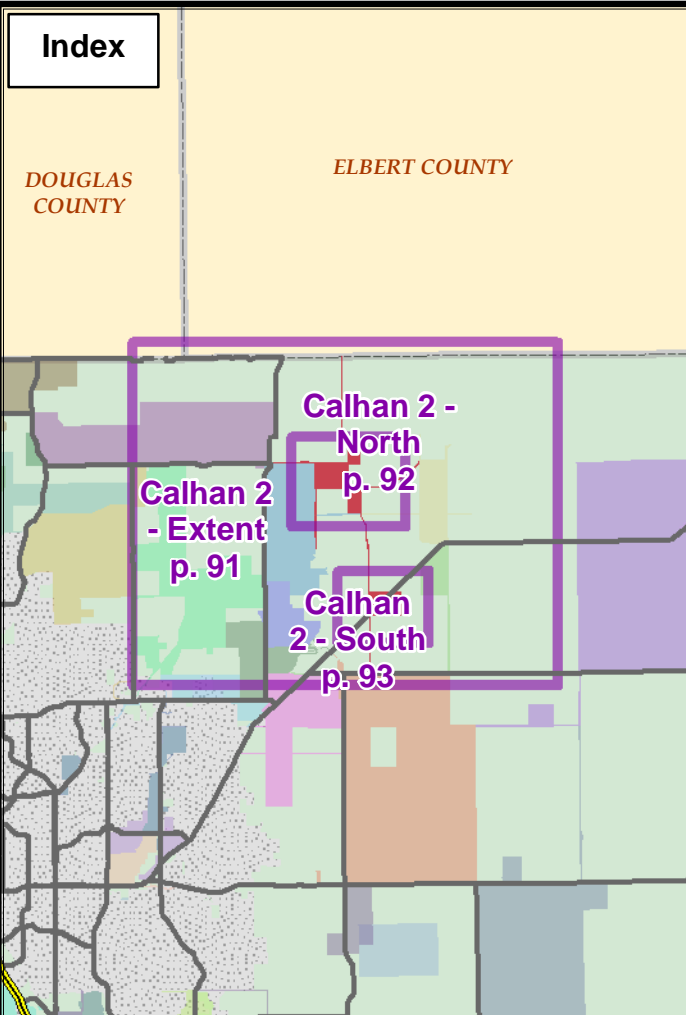 Index
DOUGLAS
COUNTY
ELBERT COUNTY
Calhan 2 -
North
p. 92
Calhan 2
- Extent
p. 91
Calhan
2 - South
p. 93